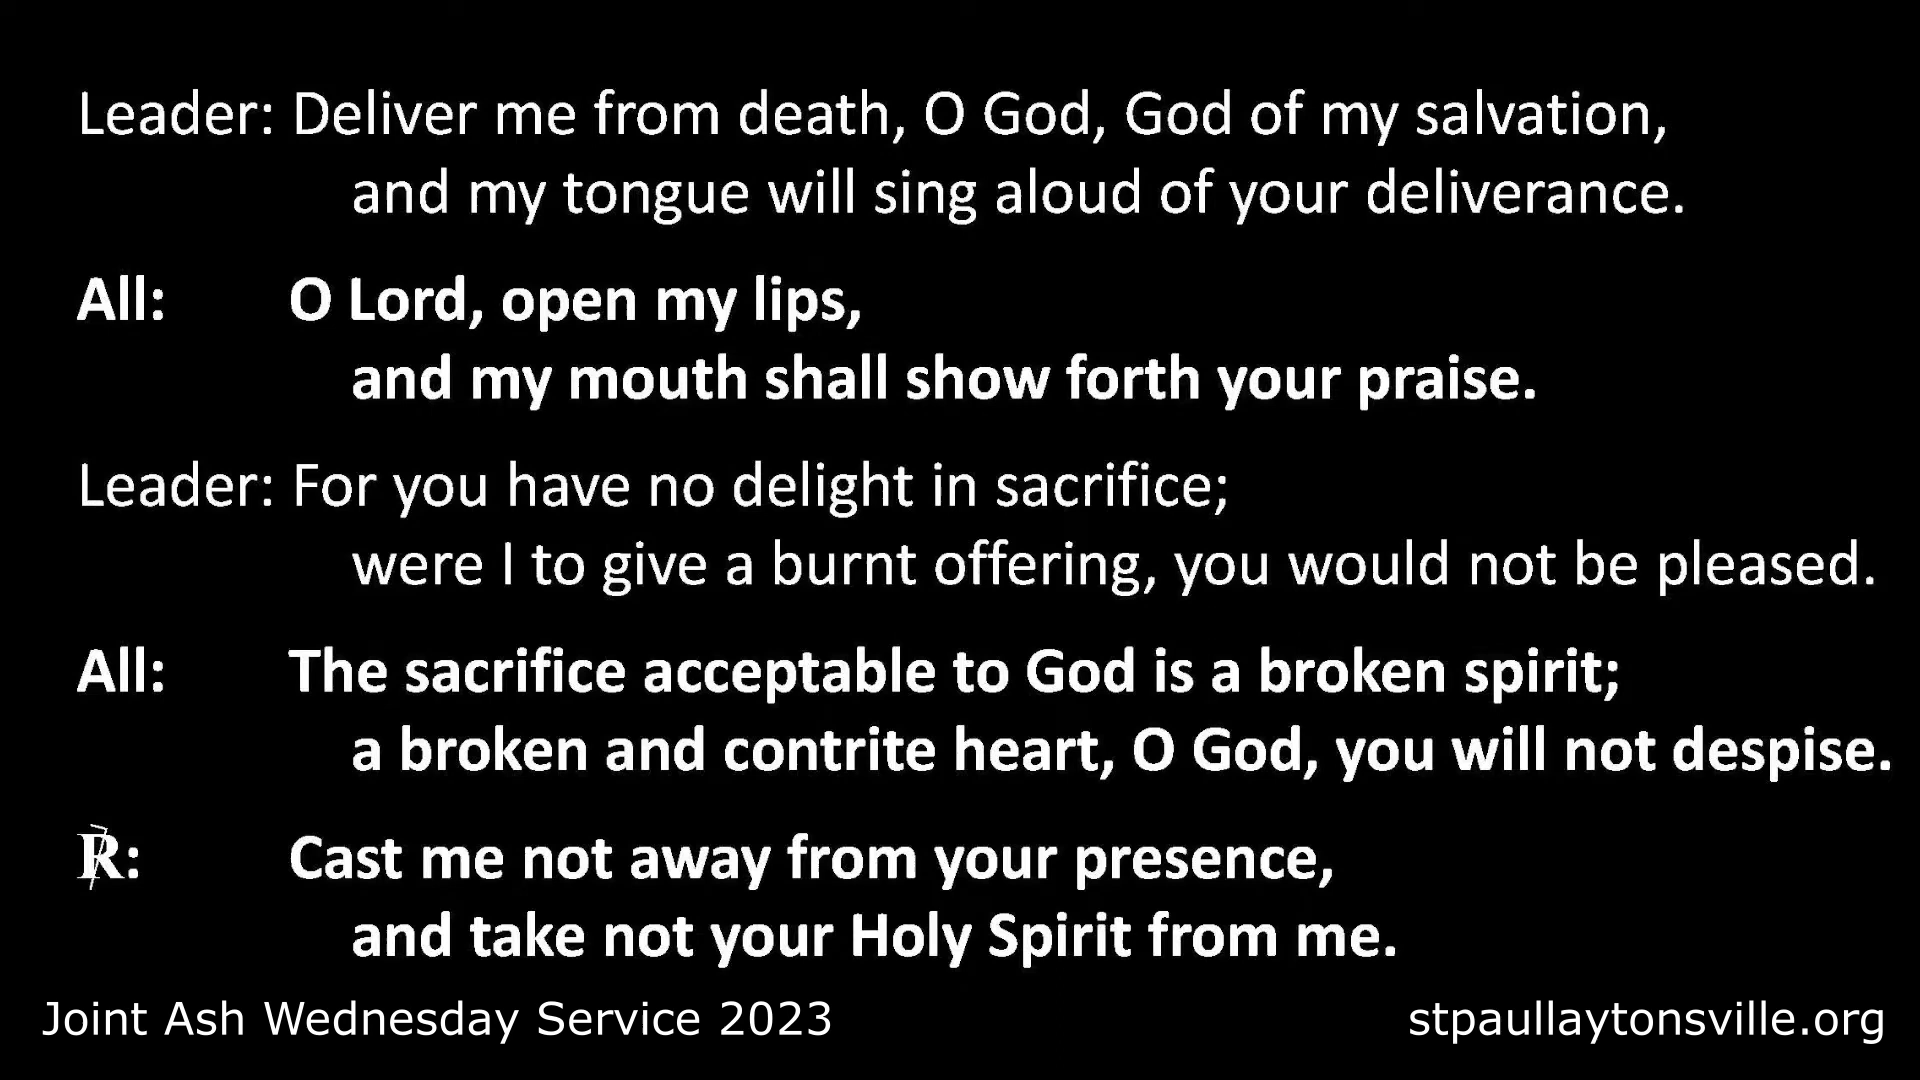 Leader: Deliver me from death, O God, God of my salvation,
and my tongue will sing aloud of your deliverance.
All: O Lord, open my lips,
and my mouth shall show forth your praise.
Leader: For you have no delight in sacrifice;
were I to give a burnt offering, you would not be pleased.
All: The sacrifice acceptable to God is a broken spirit;
a broken and contrite heart, O God, you will not despise.
℟: Cast me not away from your presence,
and take not your Holy Spirit from me.
Joint Ash Wednesday Service 2023
stpaullaytonsville.org